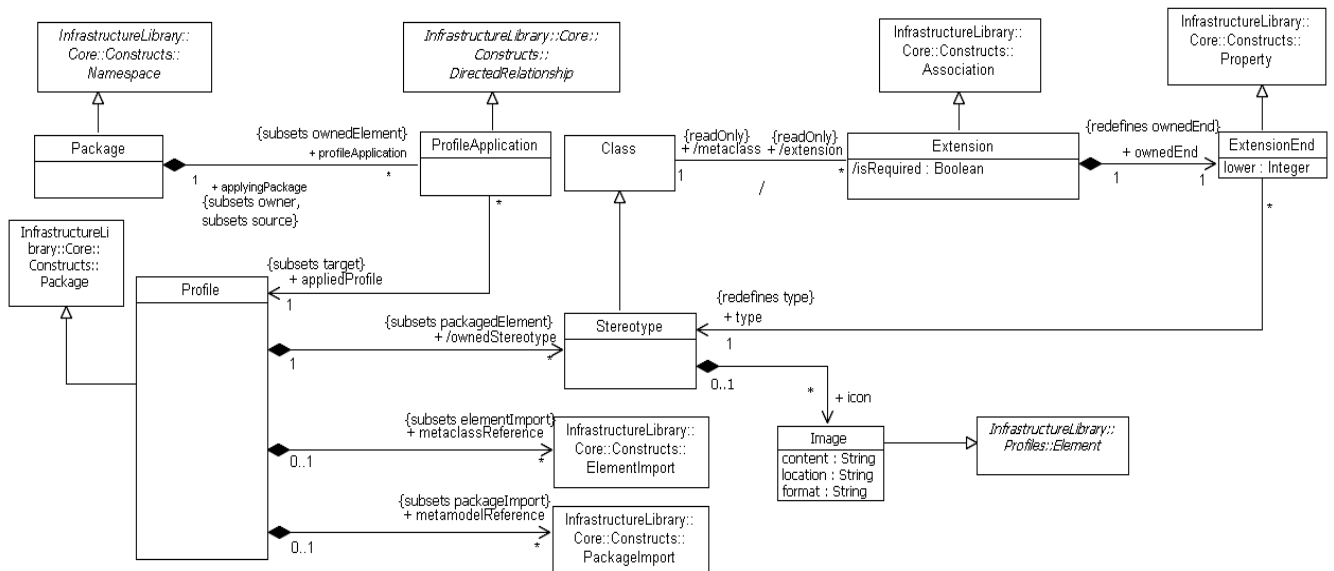 InfrastructureLibrary::
Core::Constructs::
Namespace
InfrastructureLibrary::Core::
Constructs::
DirectedRelationship
InfrastructureLibrary::
Core::Constructs::
Association
InfrastructureLibrary::
Core::Constructs::
Property
Package
{subsets ownedElement}
+ profileApplication
1
*
+ applyingPackage
{subsets owner,
subsets source}
ProfileApplication
*
Class
{readOnly}
+ /metaclass
{readOnly}
+ /extension
1
*
/
Extension
/isRequired : Boolean
{redefines ownedEnd}
+ ownedEnd
1
1
ExtensionEnd
lower : Integer
*
InfrastructureLi
brary::Core::
Constructs::
Package
{subsets target}
+ appliedProfile
1
Profile
{subsets packagedElement}
+ /ownedStereotype
1
*
Stereotype
{redefines type}
+ type
1
0..1
*
+ icon
{subsets elementImport}
+ metaclassReference
0..1
*
InfrastructureLibrary::
Core::Constructs::
ElementImport
Image
content : String
location : String
format : String
InfrastructureLibrary::
Profiles::Element
{subsets packageImport}
+ metamodelReference
0..1
*
InfrastructureLibrary::
Core::Constructs::
PackageImport